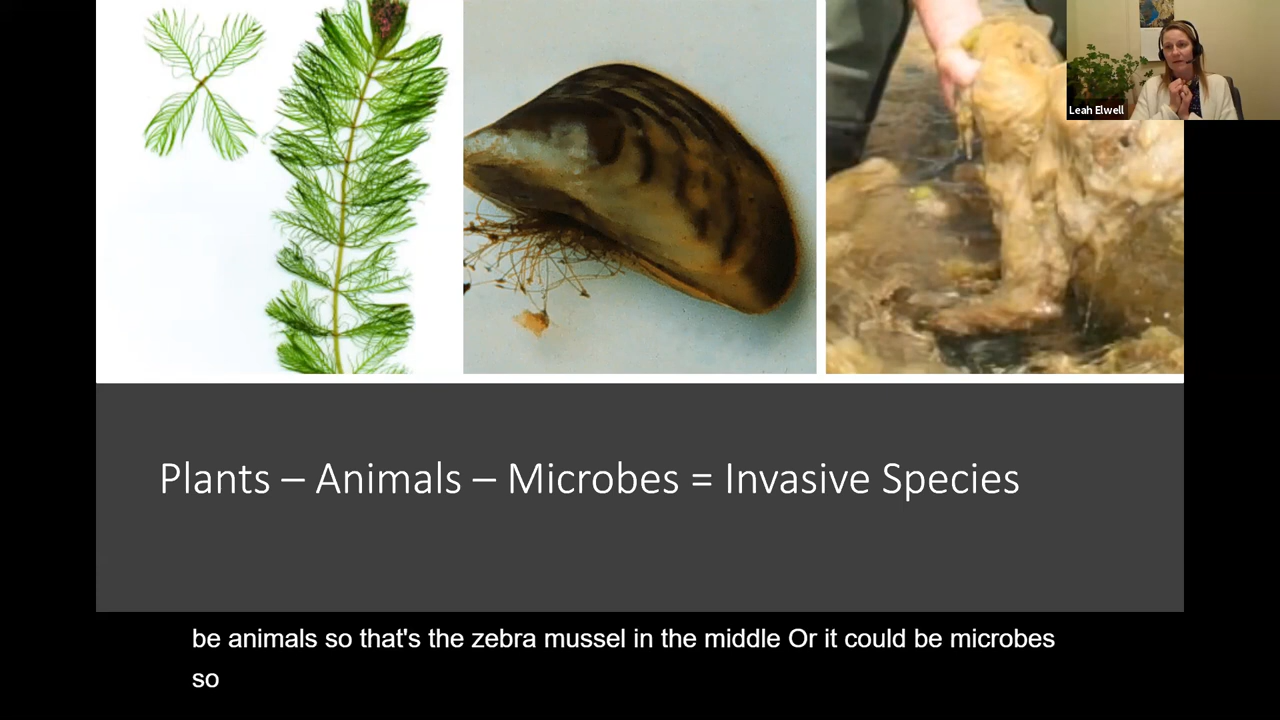 Leah Elwell
Plants – Animals – Microbes = Invasive Species
be animals so that's the zebra mussel in the middle Or it could be microbes
so